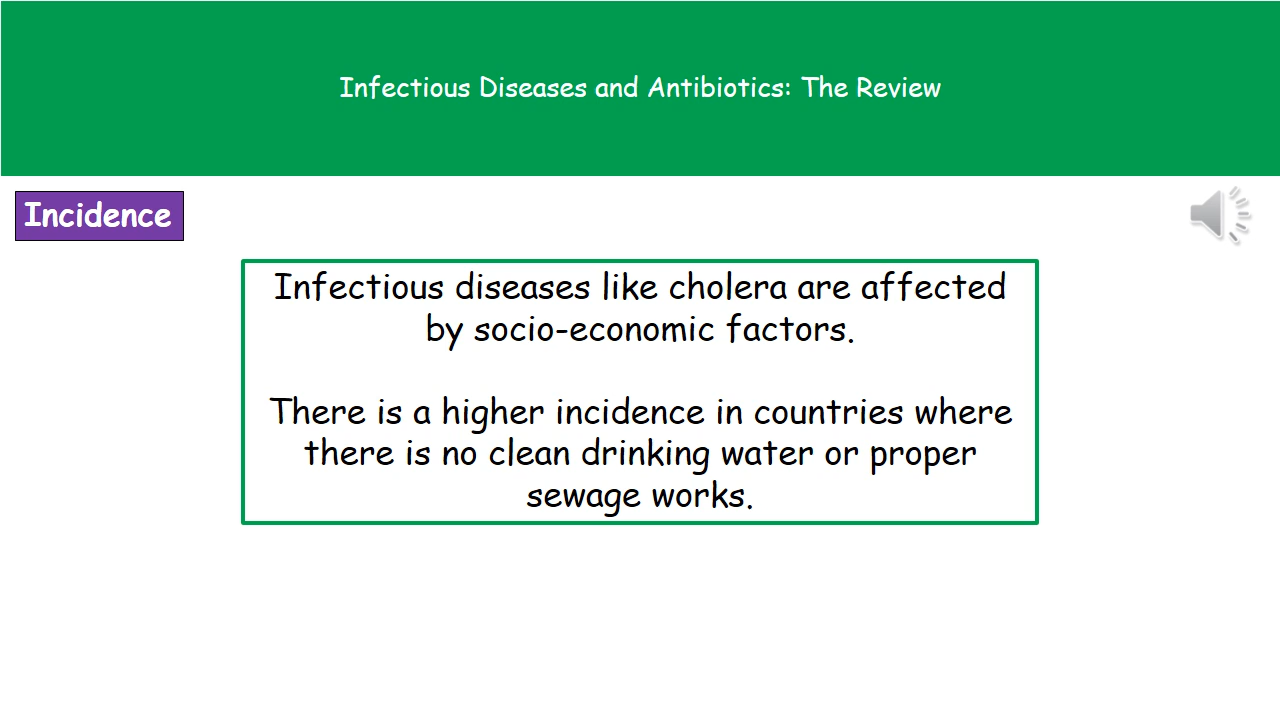 Infectious Diseases and Antibiotics: The Review
Incidence
Infectious diseases like cholera are affected
by socio-economic factors.
There is a higher incidence in countries where
there is no clean drinking water or proper
sewage works.